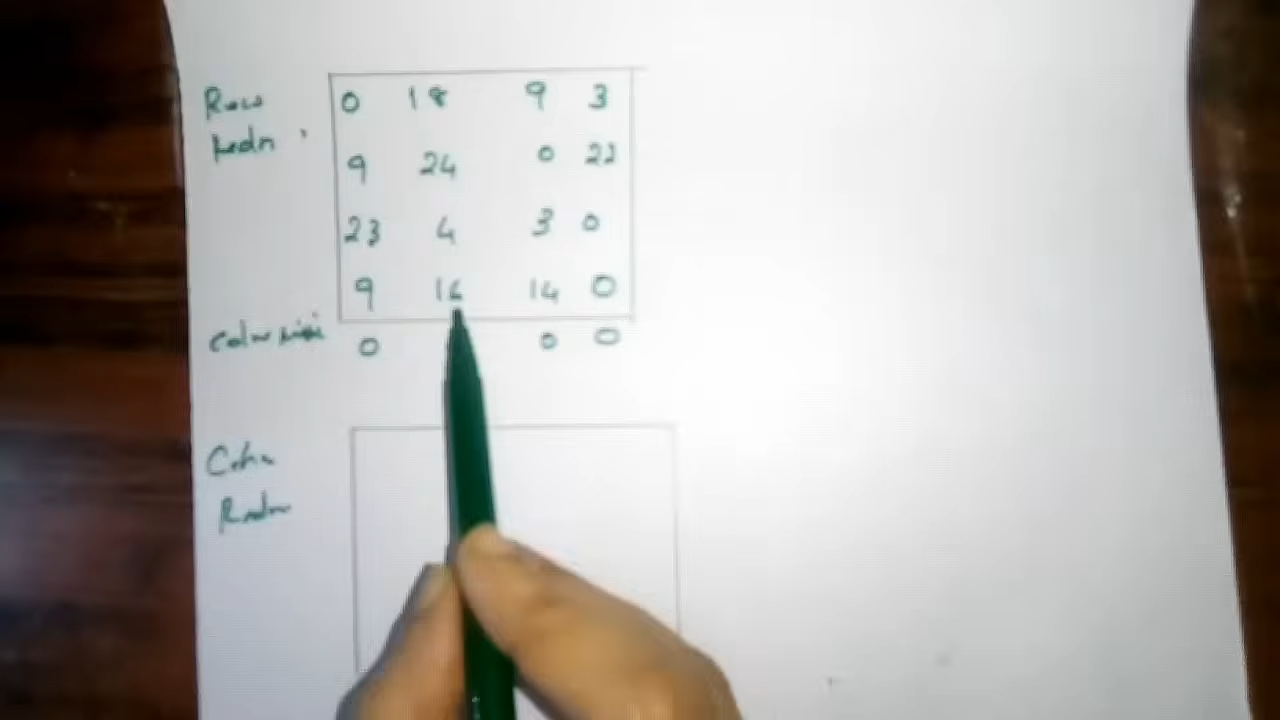 Row 0 18 9 3
9 24 0 22
23 4 3 0
9 16 14 0
0 0 0